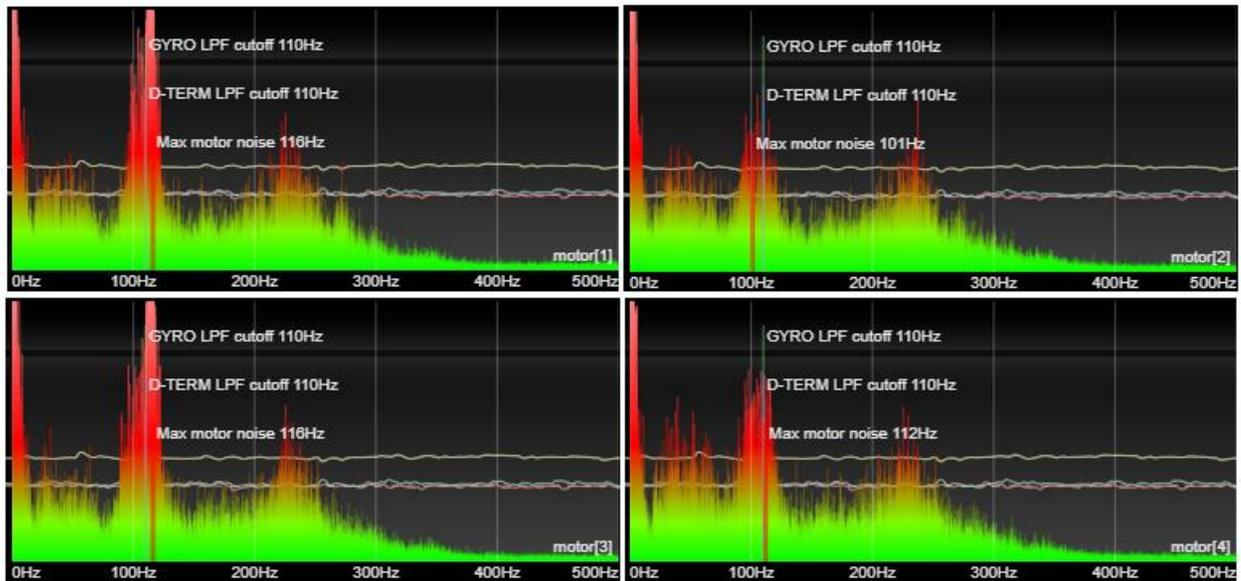 GYRO LPF cutoff 110Hz
D-TERM LPF cutoff 110Hz
Max motor noise 116Hz
motor[1]
0Hz 100Hz 200Hz 300Hz 400Hz 500Hz
GYRO LPF cutoff 110Hz
D-TERM LPF cutoff 110Hz
Max motor noise 101Hz
motor[2]
0Hz 100Hz 200Hz 300Hz 400Hz 500Hz
GYRO LPF cutoff 110Hz
D-TERM LPF cutoff 110Hz
Max motor noise 116Hz
motor[3]
0Hz 100Hz 200Hz 300Hz 400Hz 500Hz
GYRO LPF cutoff 110Hz
D-TERM LPF cutoff 110Hz
Max motor noise 112Hz
motor[4]
0Hz 100Hz 200Hz 300Hz 400Hz 500Hz